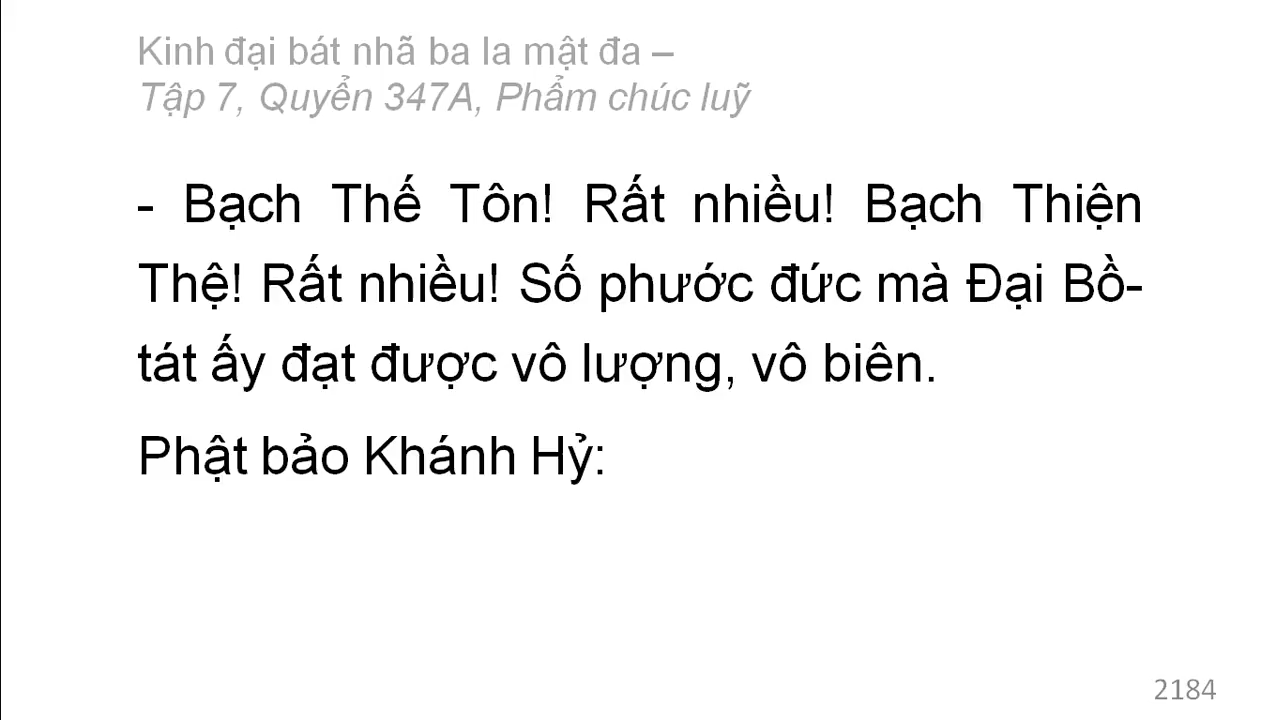 Kinh đại bát nhã ba la mật đa –
Tập 7, Quyển 347A, Phẩm chúc luỹ
- Bạch Thế Tôn! Rất nhiều! Bạch Thiện
Thệ! Rất nhiều! Số phước đức mà Đại Bồ-
tát ấy đạt được vô lượng, vô biên.
Phật bảo Khánh Hỷ:
2184